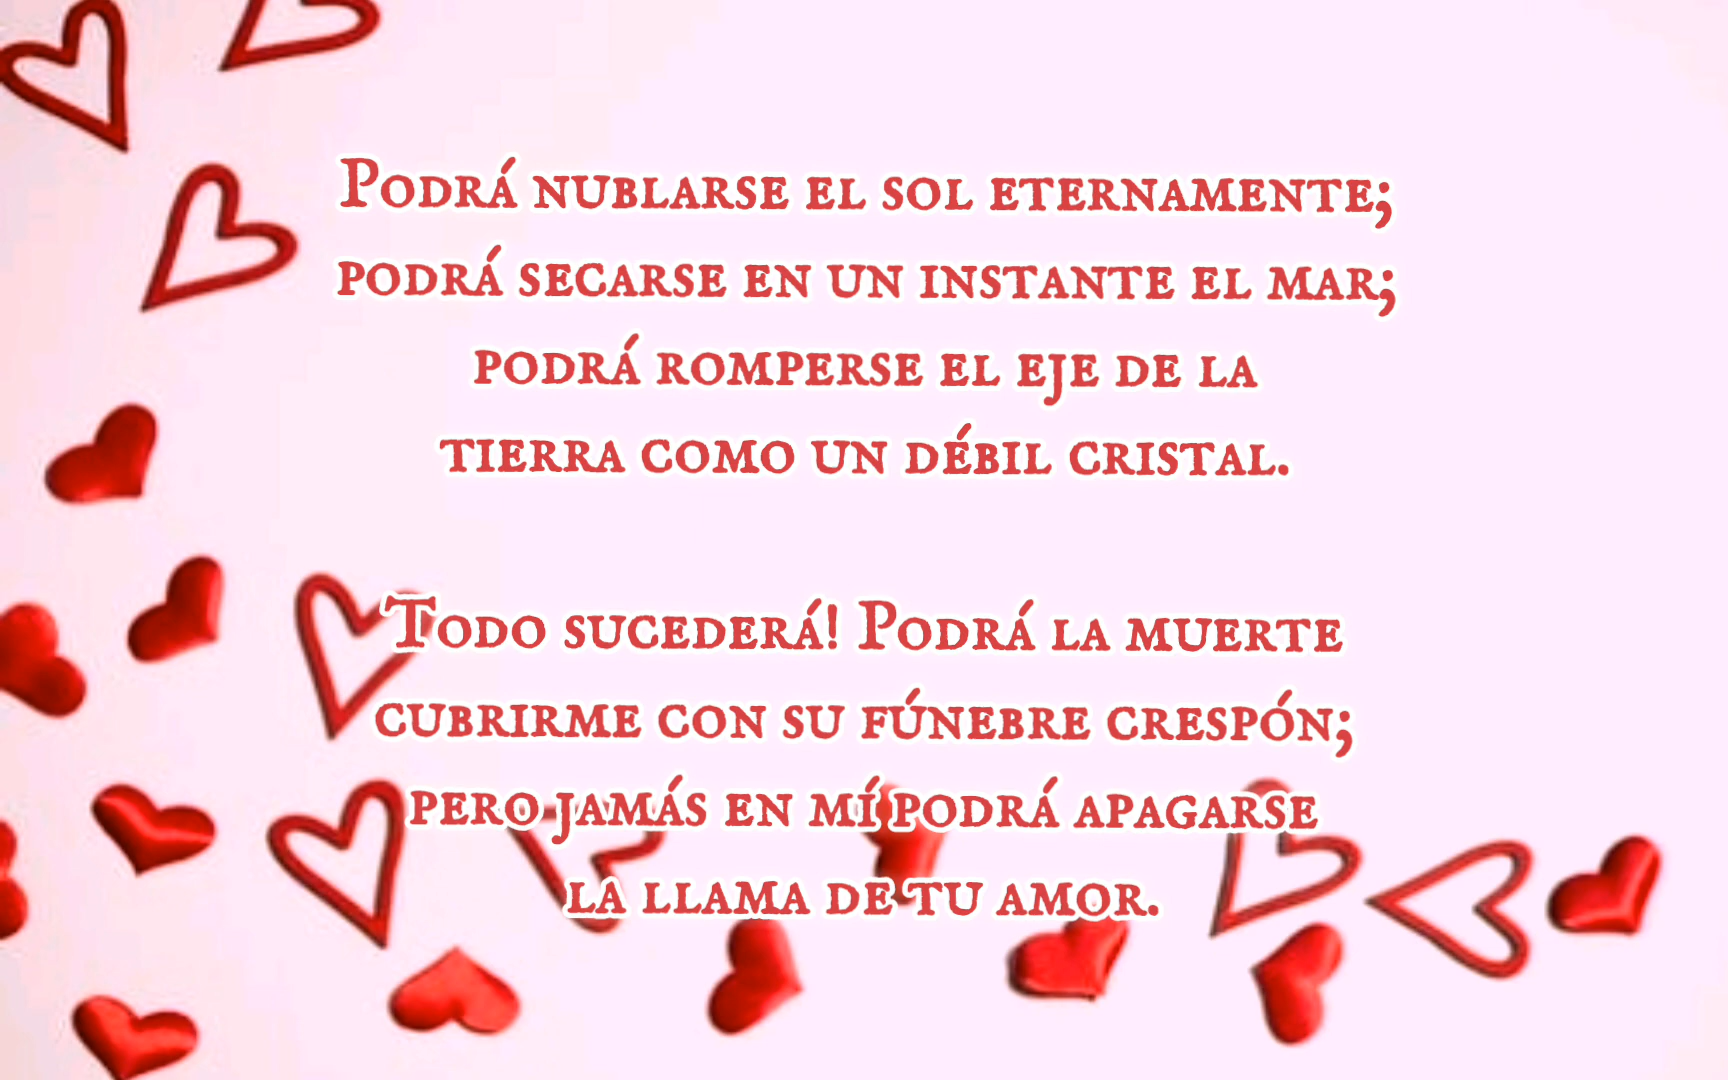 Podrá nublarse el sol eternamente;
podrá secarse en un instante el mar;
podrá romperse el eje de la
tierra como un débil cristal.
Todo sucederá! Podrá la muerte
cubrirme con su fúnebre crespón;
pero jamás en mí podrá apagarse
la llama de tu amor.